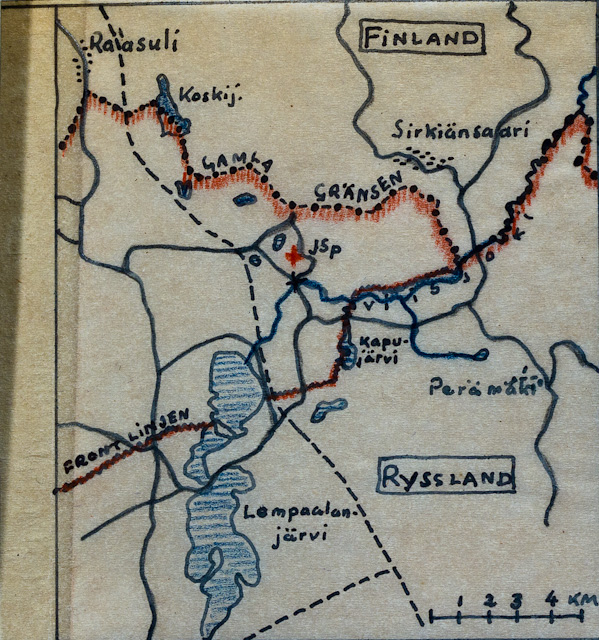 FINLAND
Raasuli
Koskij.
Sirkiänsaari
GAMLA GRÄNSEN
JSp
Viisjoki
Kapu-
järvi
Perämäki
FRONTLINJEN
RYSSLAND
Lempaalan-
järvi
1 2 3 4 KM